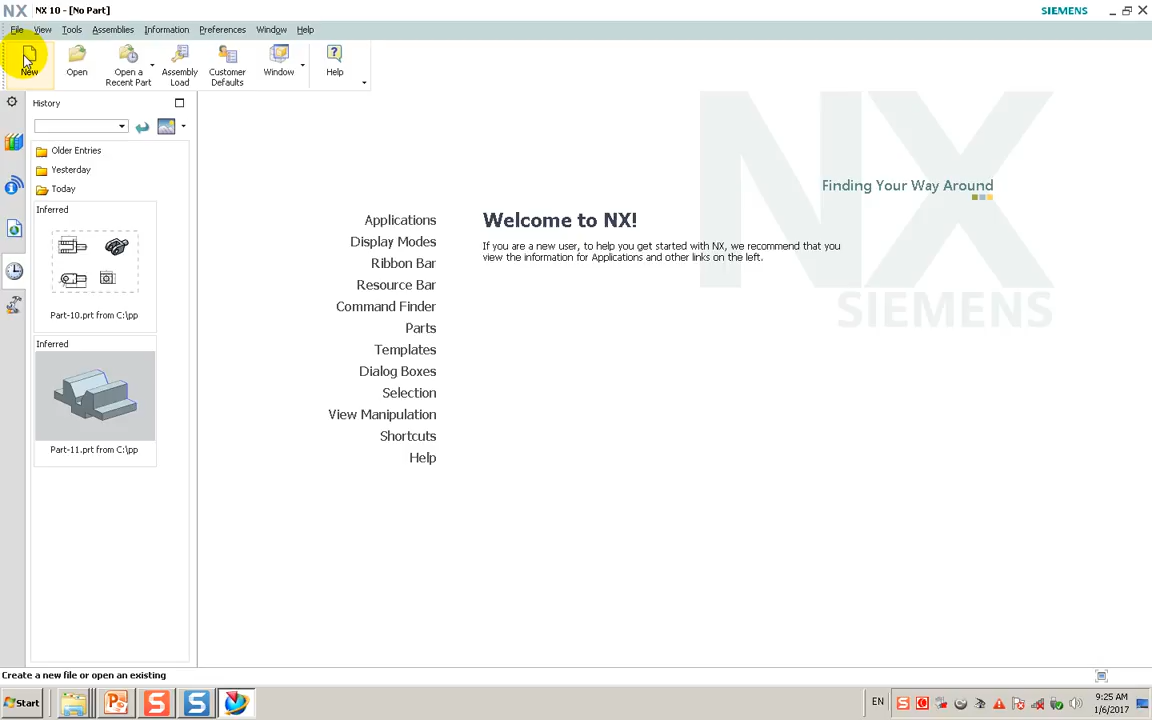 NX NX 10 - [No Part] SIEMENS
File View Tools Assemblies Information Preferences Window Help
New Open Open a Recent Part Assembly Load Customer Defaults Window Help
History
Older Entries
Yesterday
Today
Inferred
Part-10.prt from C:\pp
Inferred
Part-11.prt from C:\pp
NX
SIEMENS
Finding Your Way Around
Applications
Display Modes
Ribbon Bar
Resource Bar
Command Finder
Parts
Templates
Dialog Boxes
Selection
View Manipulation
Shortcuts
Help
Welcome to NX!
If you are a new user, to help you get started with NX, we recommend that you
view the information for Applications and other links on the left.
Create a new file or open an existing
Start
EN
9:25 AM
1/6/2017